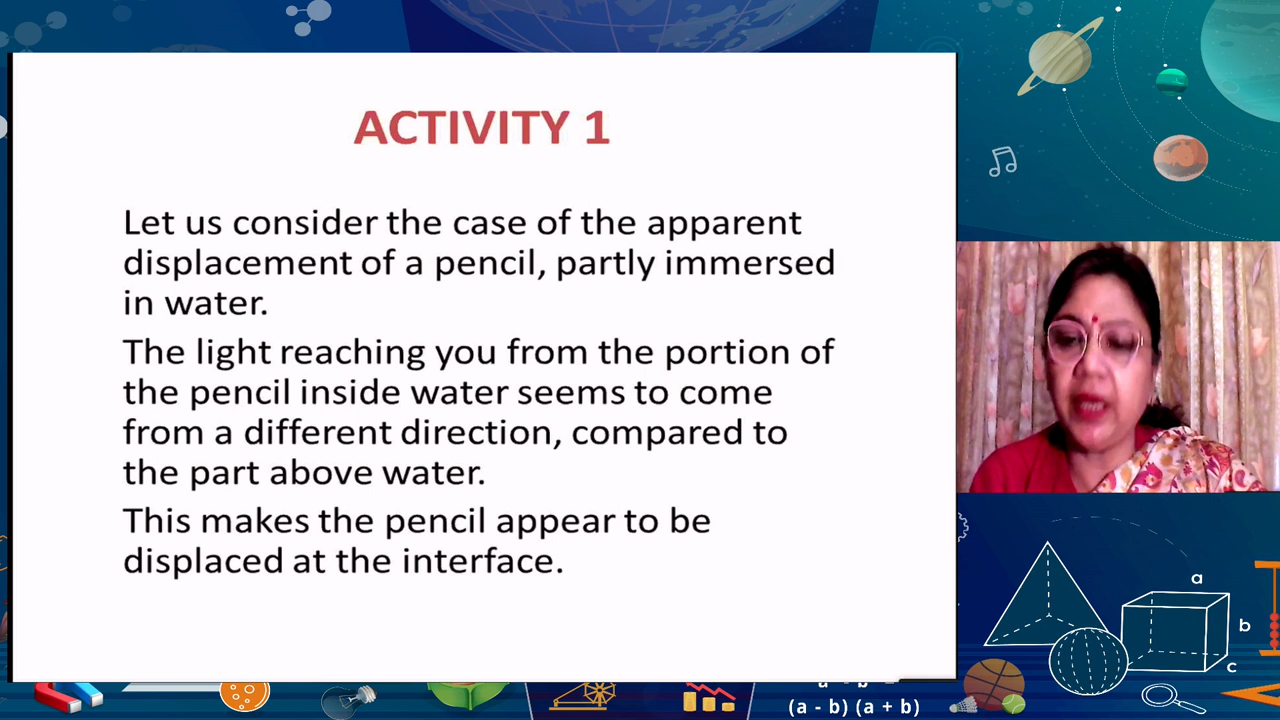 ACTIVITY 1
Let us consider the case of the apparent
displacement of a pencil, partly immersed
in water.
The light reaching you from the portion of
the pencil inside water seems to come
from a different direction, compared to
the part above water.
This makes the pencil appear to be
displaced at the interface.
a
b
c
(a - b) (a + b)